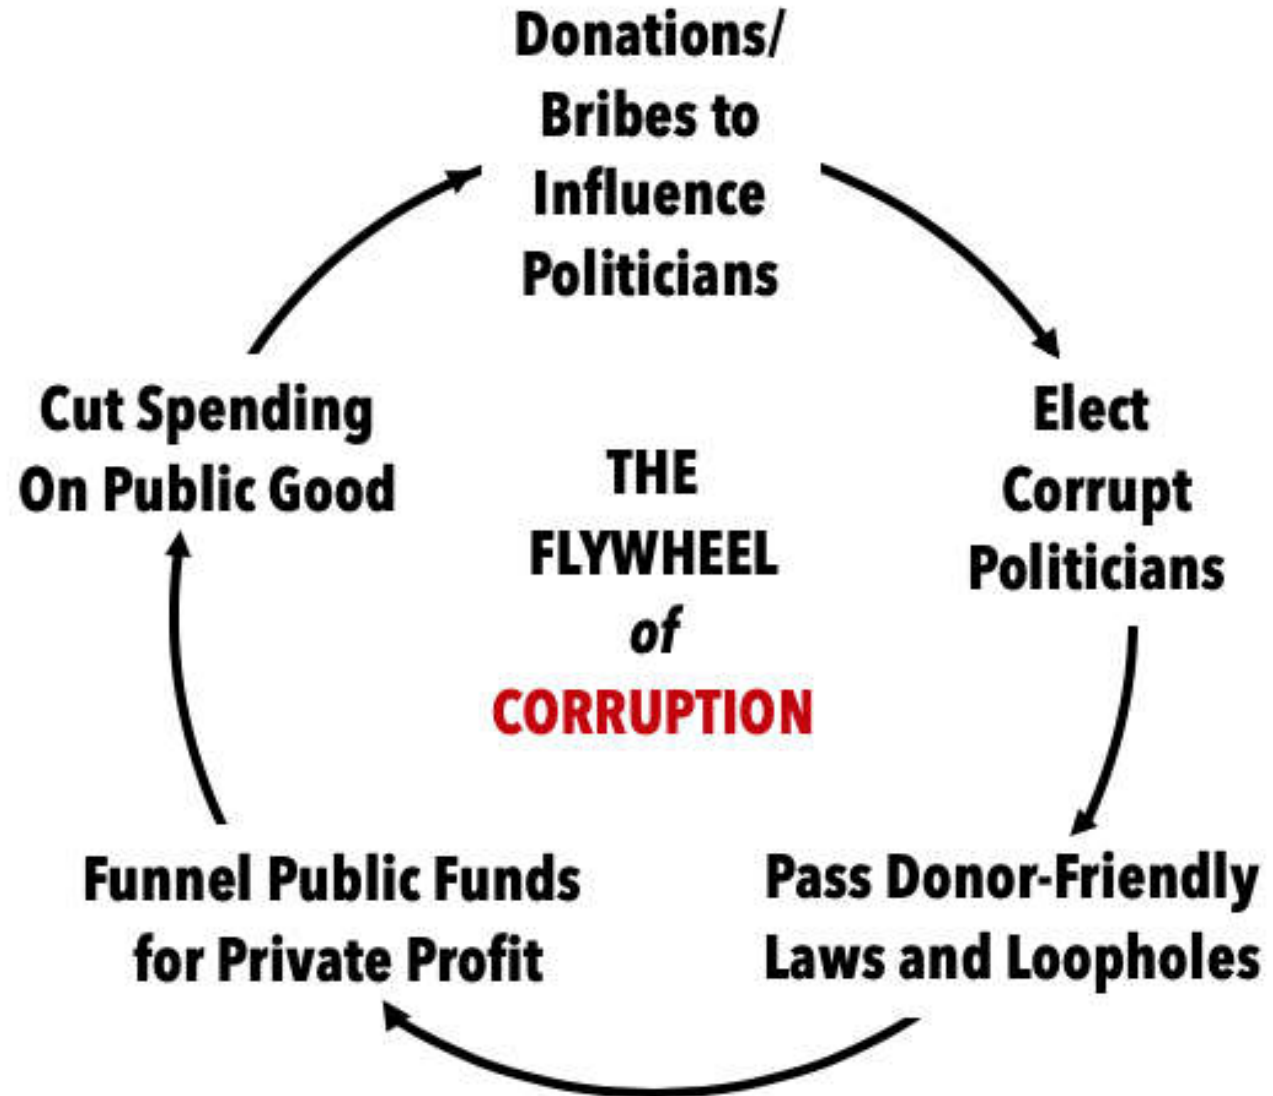 Donations/
Bribes to
Influence
Politicians
Elect
Corrupt
Politicians
Pass Donor-Friendly
Laws and Loopholes
Funnel Public Funds
for Private Profit
Cut Spending
On Public Good
THE
FLYWHEEL
of
CORRUPTION